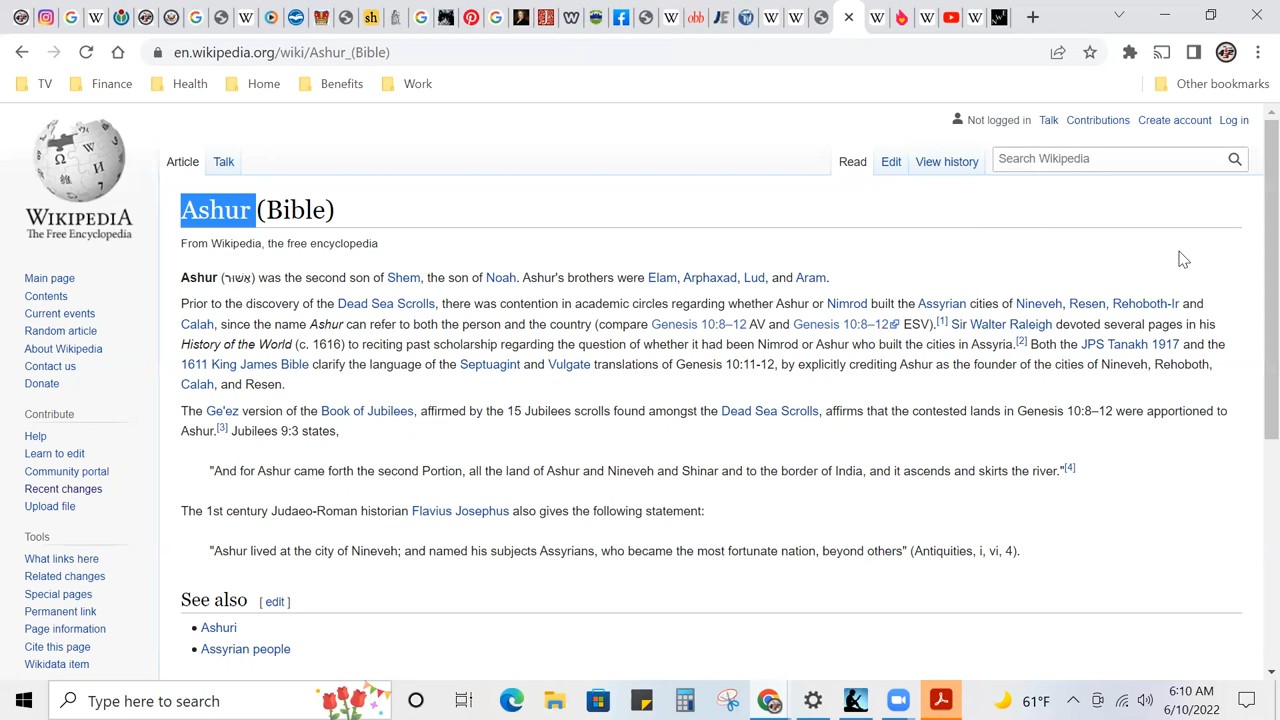 en.wikipedia.org/wiki/Ashur_(Bible)
TV Finance Health Home Benefits Work Other bookmarks
Not logged in Talk Contributions Create account Log in
Article Talk Read Edit View history Search Wikipedia
WIKIPEDIA
The Free Encyclopedia
Ashur (Bible)
From Wikipedia, the free encyclopedia
Main page
Contents
Current events
Random article
About Wikipedia
Contact us
Donate
Contribute
Help
Learn to edit
Community portal
Recent changes
Upload file
Tools
What links here
Related changes
Special pages
Permanent link
Page information
Cite this page
Wikidata item
Ashur (אַשּׁוּר) was the second son of Shem, the son of Noah. Ashur's brothers were Elam, Arphaxad, Lud, and Aram.
Prior to the discovery of the Dead Sea Scrolls, there was contention in academic circles regarding whether Ashur or Nimrod built the Assyrian cities of Nineveh, Resen, Rehoboth-Ir and
Calah, since the name Ashur can refer to both the person and the country (compare Genesis 10:8–12 AV and Genesis 10:8–12 ESV).[1] Sir Walter Raleigh devoted several pages in his
History of the World (c. 1616) to reciting past scholarship regarding the question of whether it had been Nimrod or Ashur who built the cities in Assyria.[2] Both the JPS Tanakh 1917 and the
1611 King James Bible clarify the language of the Septuagint and Vulgate translations of Genesis 10:11-12, by explicitly crediting Ashur as the founder of the cities of Nineveh, Rehoboth,
Calah, and Resen.
The Ge'ez version of the Book of Jubilees, affirmed by the 15 Jubilees scrolls found amongst the Dead Sea Scrolls, affirms that the contested lands in Genesis 10:8–12 were apportioned to
Ashur.[3] Jubilees 9:3 states,
"And for Ashur came forth the second Portion, all the land of Ashur and Nineveh and Shinar and to the border of India, and it ascends and skirts the river."[4]
The 1st century Judaeo-Roman historian Flavius Josephus also gives the following statement:
"Ashur lived at the city of Nineveh; and named his subjects Assyrians, who became the most fortunate nation, beyond others" (Antiquities, i, vi, 4).
See also [ edit ]
Ashuri
Assyrian people
Type here to search
61°F
6:10 AM
6/10/2022